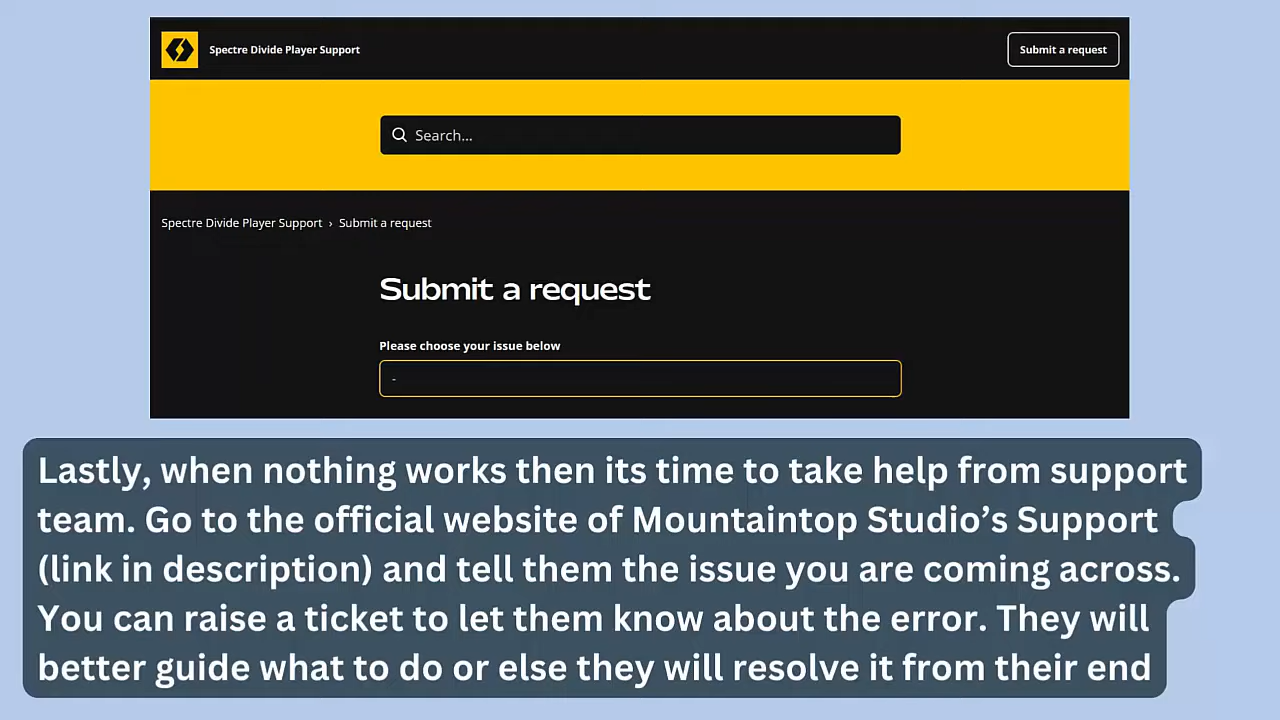 Spectre Divide Player Support
Submit a request
Search...
Spectre Divide Player Support › Submit a request
Submit a request
Please choose your issue below
-
Lastly, when nothing works then its time to take help from support
team. Go to the official website of Mountaintop Studio’s Support
(link in description) and tell them the issue you are coming across.
You can raise a ticket to let them know about the error. They will
better guide what to do or else they will resolve it from their end